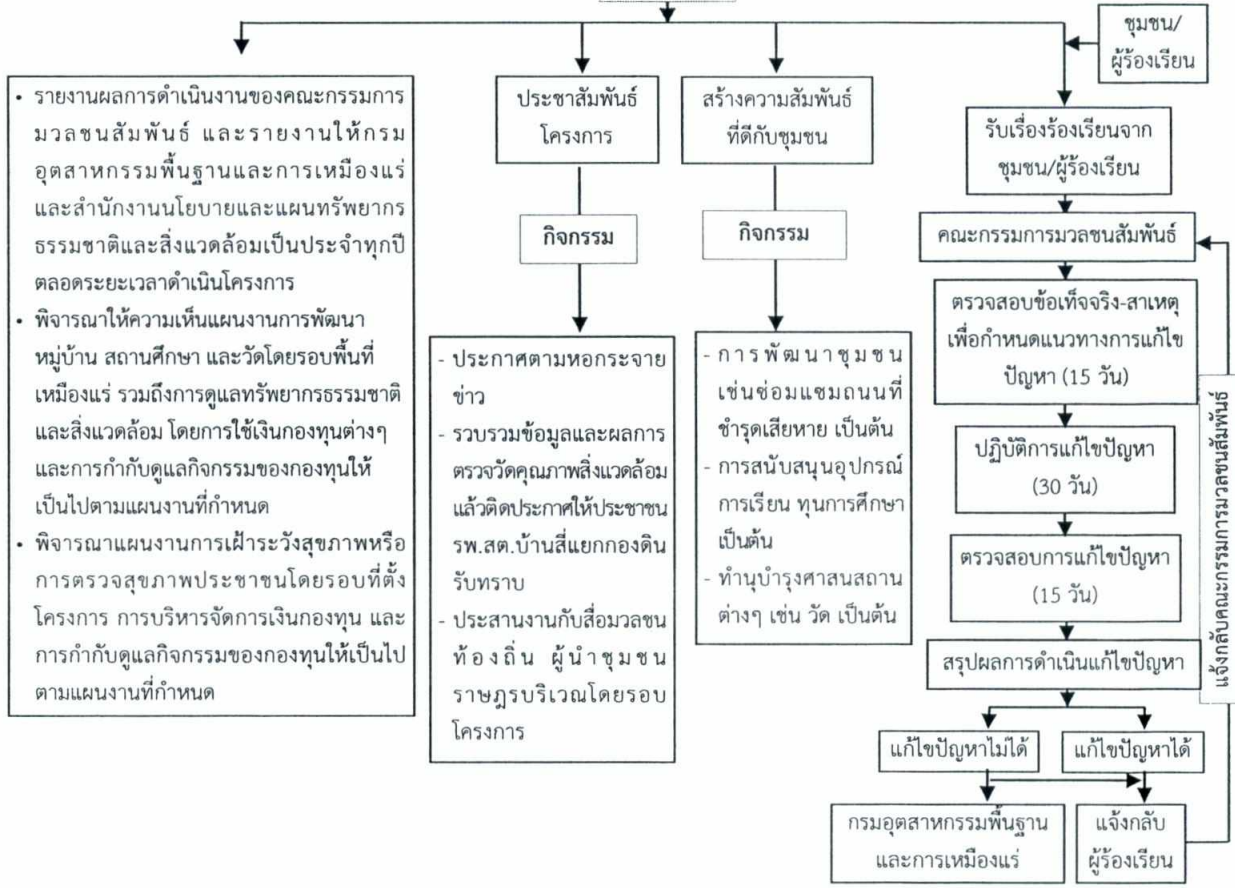 ชุมชน/
ผู้ร้องเรียน
• รายงานผลการดำเนินงานของคณะกรรมการ
มวลชนสัมพันธ์ และรายงานให้กรม
อุตสาหกรรมพื้นฐานและการเหมืองแร่
และสำนักงานนโยบายและแผนทรัพยากร
ธรรมชาติและสิ่งแวดล้อมเป็นประจำทุกปี
ตลอดระยะเวลาดำเนินโครงการ
• พิจารณาให้ความเห็นแผนงานการพัฒนา
หมู่บ้าน สถานศึกษา และวัดโดยรอบพื้นที่
เหมืองแร่ รวมถึงการดูแลทรัพยากรธรรมชาติ
และสิ่งแวดล้อม โดยการใช้เงินกองทุนต่างๆ
และการกำกับดูแลกิจกรรมของกองทุนให้
เป็นไปตามแผนงานที่กำหนด
• พิจารณาแผนงานการเฝ้าระวังสุขภาพหรือ
การตรวจสุขภาพประชาชนโดยรอบที่ตั้ง
โครงการ การบริหารจัดการเงินกองทุน และ
การกำกับดูแลกิจกรรมของกองทุนให้เป็นไป
ตามแผนงานที่กำหนด
ประชาสัมพันธ์
โครงการ
กิจกรรม
- ประกาศตามหอกระจาย
ข่าว
- รวบรวมข้อมูลและผลการ
ตรวจวัดคุณภาพสิ่งแวดล้อม
แล้วติดประกาศให้ประชาชน
รพ.สต.บ้านสี่แยกกองดิน
รับทราบ
- ประสานงานกับสื่อมวลชน
ท้องถิ่น ผู้นำชุมชน
ราษฎรบริเวณโดยรอบ
โครงการ
สร้างความสัมพันธ์
ที่ดีกับชุมชน
กิจกรรม
- การพัฒนาชุมชน
เช่นซ่อมแซมถนนที่
ชำรุดเสียหาย เป็นต้น
- การสนับสนุนอุปกรณ์
การเรียน ทุนการศึกษา
เป็นต้น
- ทำนุบำรุงศาสนสถาน
ต่างๆ เช่น วัด เป็นต้น
รับเรื่องร้องเรียนจาก
ชุมชน/ผู้ร้องเรียน
คณะกรรมการมวลชนสัมพันธ์
ตรวจสอบข้อเท็จจริง-สาเหตุ
เพื่อกำหนดแนวทางการแก้ไข
ปัญหา (15 วัน)
ปฏิบัติการแก้ไขปัญหา
(30 วัน)
ตรวจสอบการแก้ไขปัญหา
(15 วัน)
สรุปผลการดำเนินแก้ไขปัญหา
แก้ไขปัญหาไม่ได้
แก้ไขปัญหาได้
กรมอุตสาหกรรมพื้นฐาน
และการเหมืองแร่
แจ้งกลับ
ผู้ร้องเรียน
แจ้งกลับคณะกรรมการมวลชนสัมพันธ์